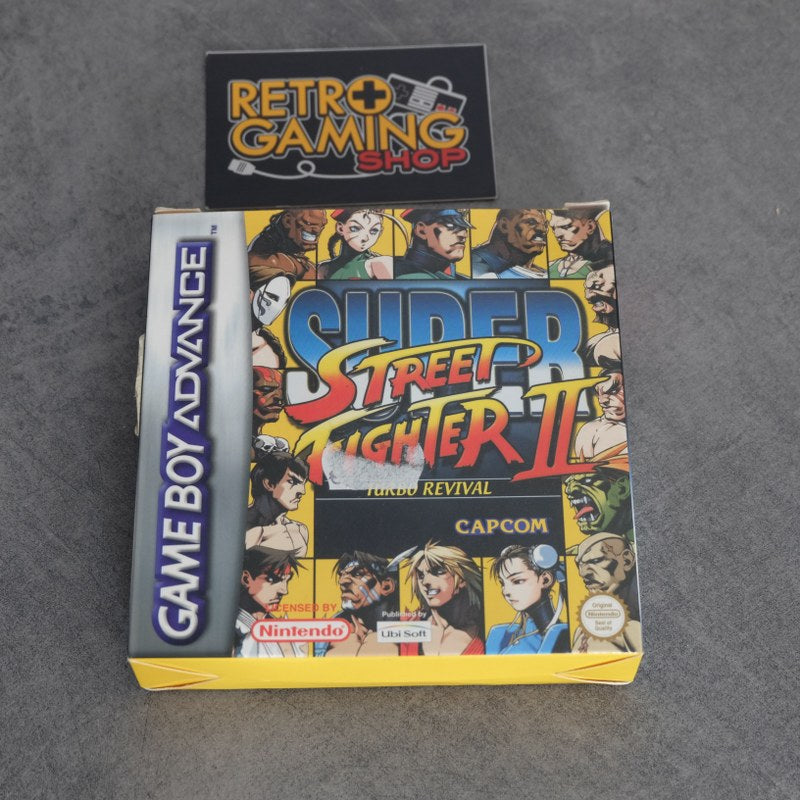 RETRO
GAMING
SHOP
GAME BOY ADVANCE™
SUPER
STREET
FIGHTER II
TURBO REVIVAL
CAPCOM
LICENSED BY
Nintendo
Published by
Ubi Soft
Original
Nintendo
Seal of
Quality